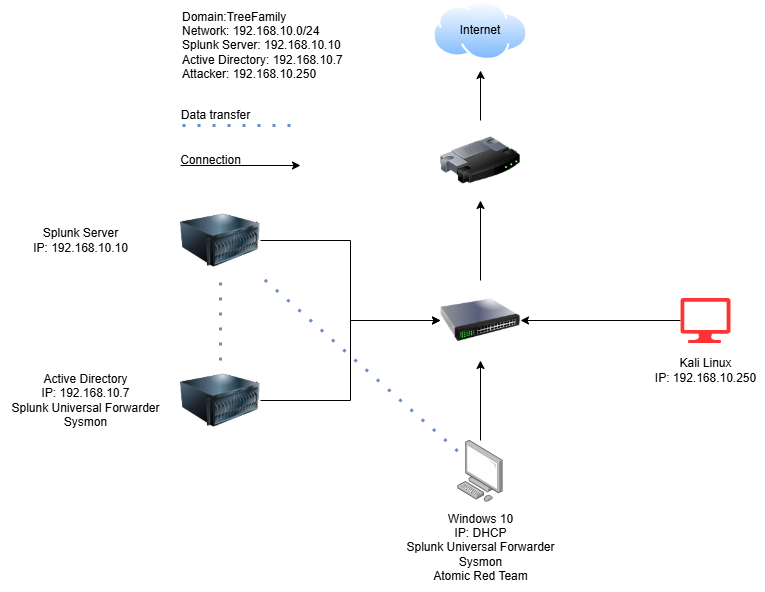 Domain:TreeFamily
Network: 192.168.10.0/24
Splunk Server: 192.168.10.10
Active Directory: 192.168.10.7
Attacker: 192.168.10.250
Internet
Data transfer
Connection
Splunk Server
IP: 192.168.10.10
Kali Linux
IP: 192.168.10.250
Active Directory
IP: 192.168.10.7
Splunk Universal Forwarder
Sysmon
Windows 10
IP: DHCP
Splunk Universal Forwarder
Sysmon
Atomic Red Team